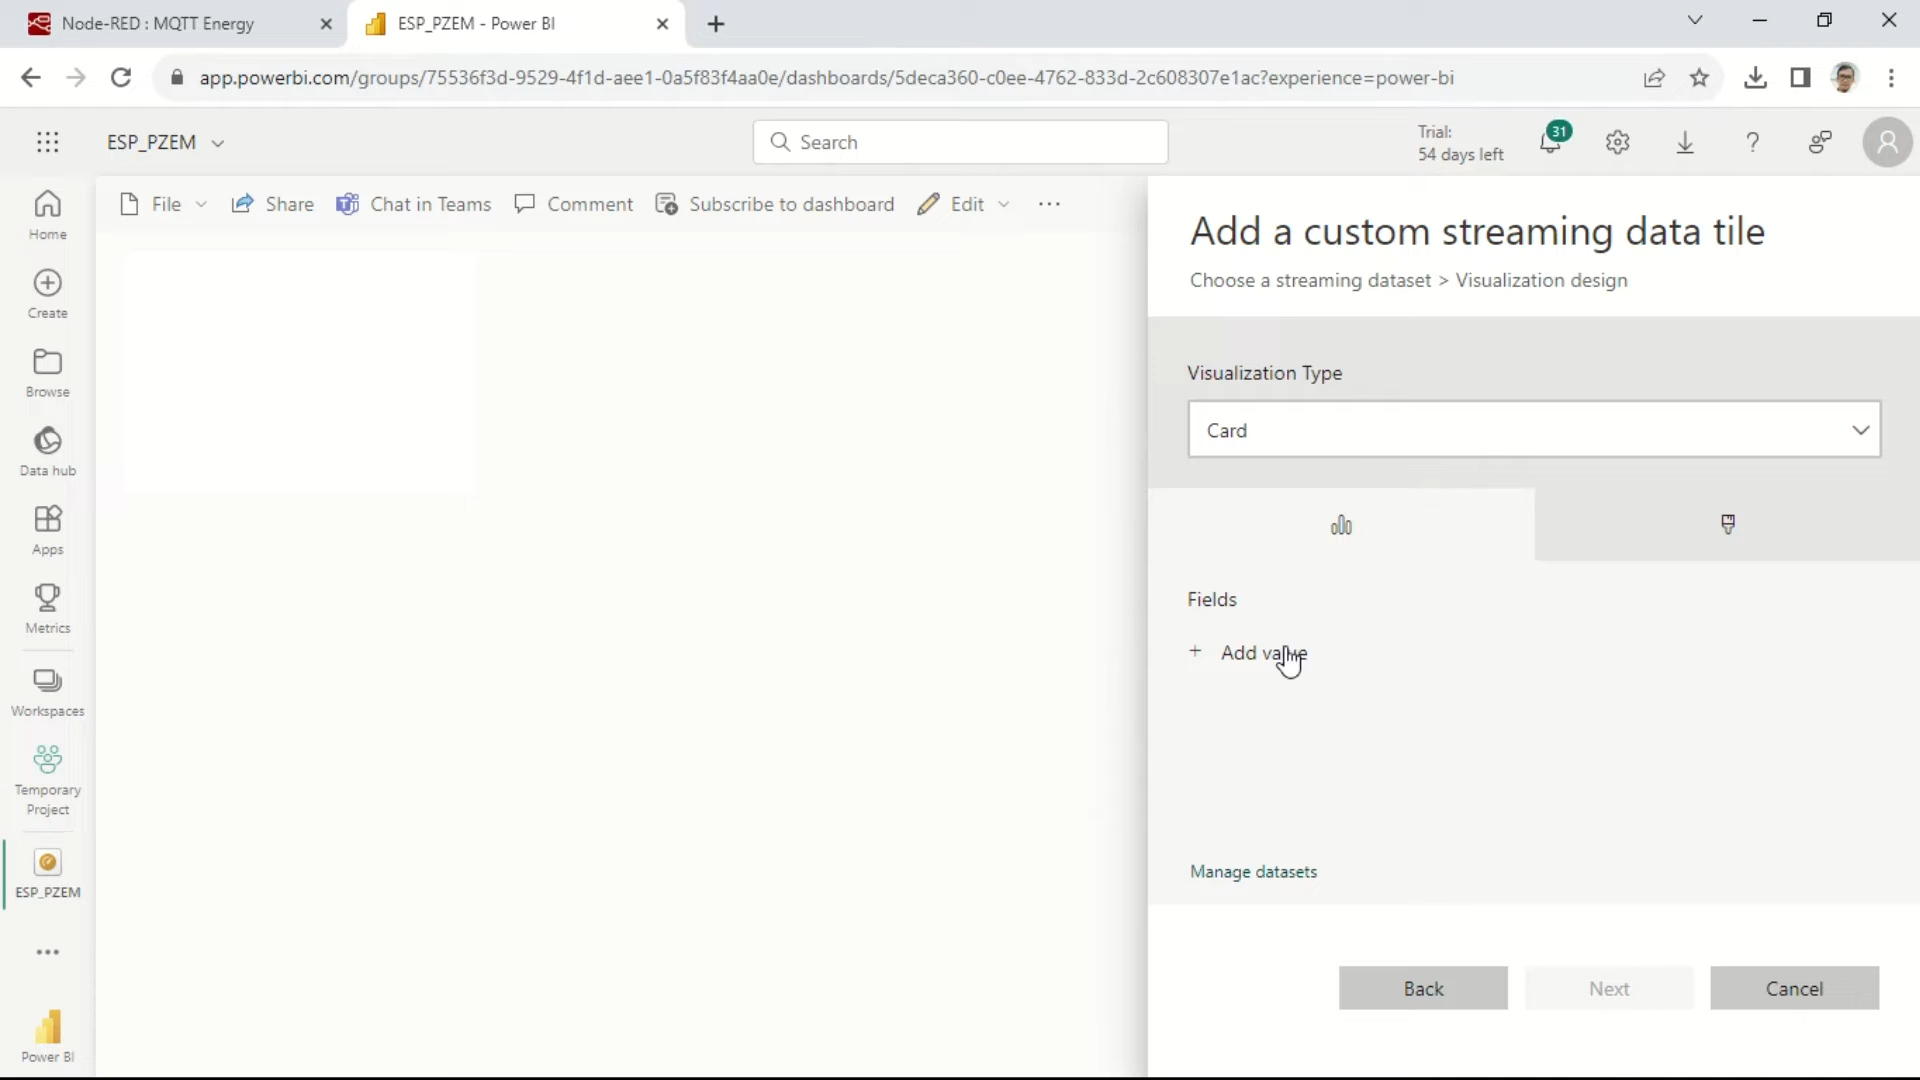 Node-RED : MQTT Energy
ESP_PZEM - Power BI
app.powerbi.com/groups/75536f3d-9529-4f1d-aee1-0a5f83f4aa0e/dashboards/5deca360-c0ee-4762-833d-2c608307e1ac?experience=power-bi
ESP_PZEM
Search
Trial:
54 days left
31
File
Share
Chat in Teams
Comment
Subscribe to dashboard
Edit
Home
Create
Browse
Data hub
Apps
Metrics
Workspaces
Temporary
Project
ESP_PZEM
Power BI
Add a custom streaming data tile
Choose a streaming dataset > Visualization design
Visualization Type
Card
Fields
+ Add value
Manage datasets
Back
Next
Cancel